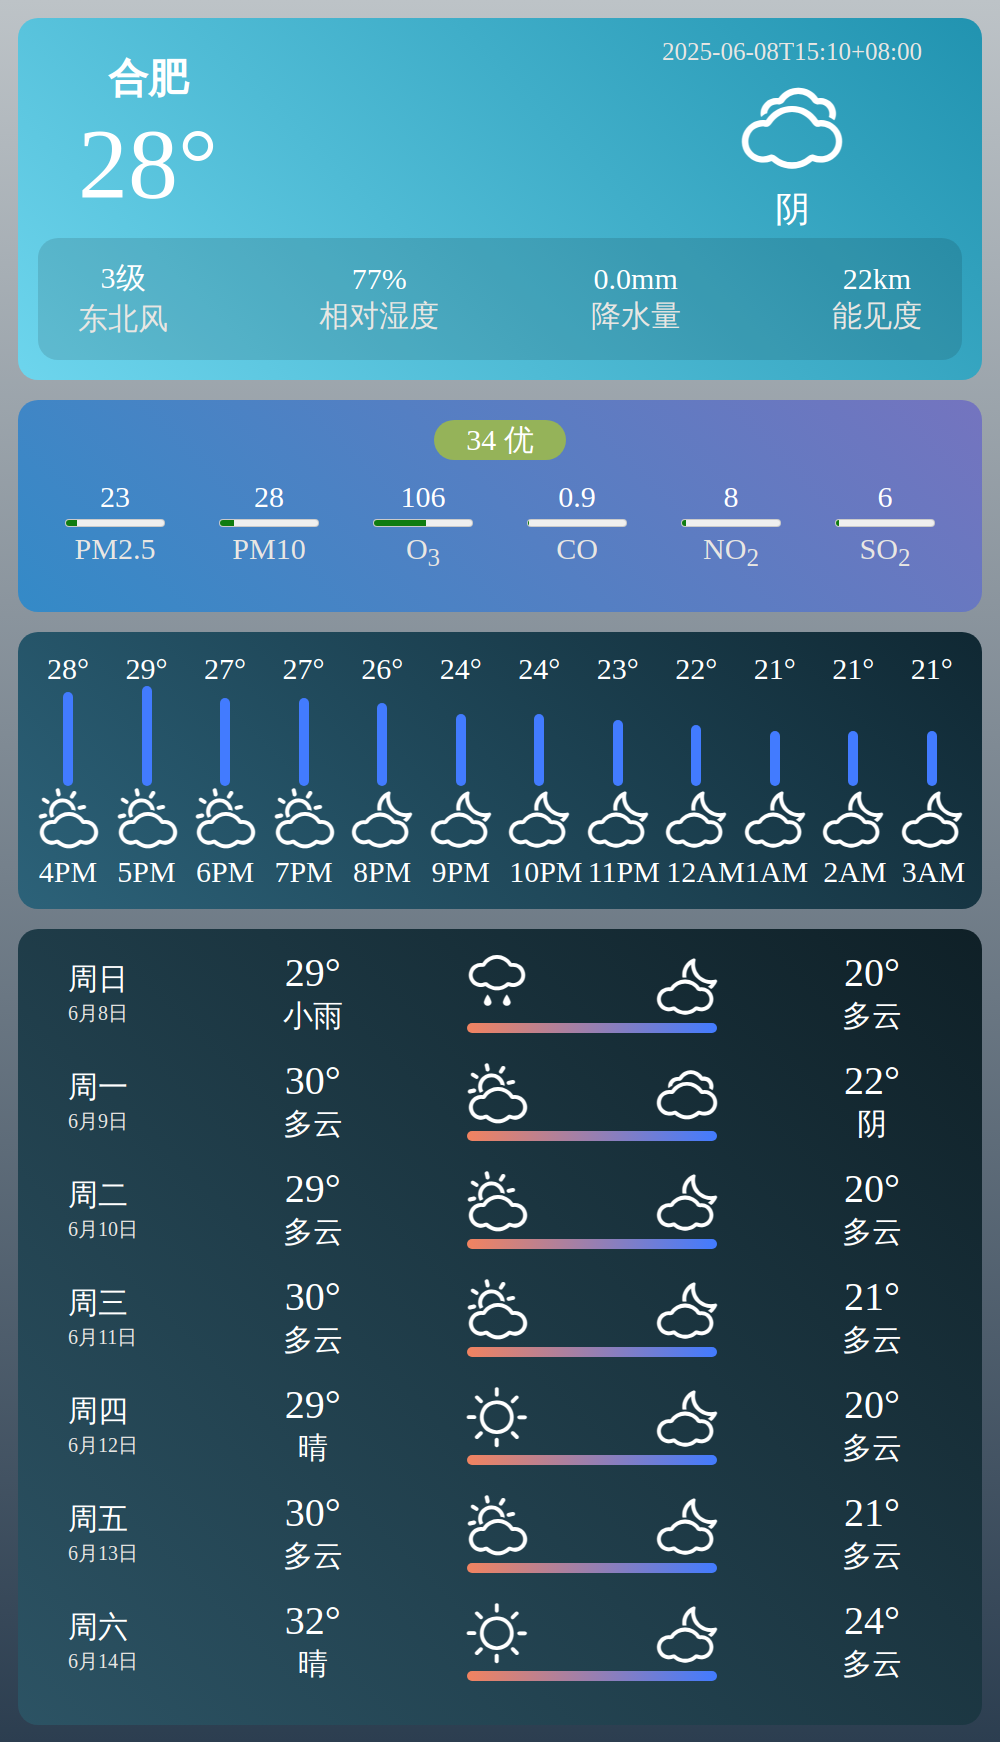 合肥
28°
2025-06-08T15:10+08:00
阴
3级 77% 0.0mm 22km
东北风 相对湿度 降水量 能见度
34 优
23 28 106 0.9 8 6
PM2.5 PM10 O3 CO NO2 SO2
28° 29° 27° 27° 26° 24° 24° 23° 22° 21° 21° 21°
4PM 5PM 6PM 7PM 8PM 9PM 10PM 11PM 12AM 1AM 2AM 3AM
周日 29° 20°
6月8日 小雨 多云
周一 30° 22°
6月9日 多云 阴
周二 29° 20°
6月10日 多云 多云
周三 30° 21°
6月11日 多云 多云
周四 29° 20°
6月12日 晴 多云
周五 30° 21°
6月13日 多云 多云
周六 32° 24°
6月14日 晴 多云